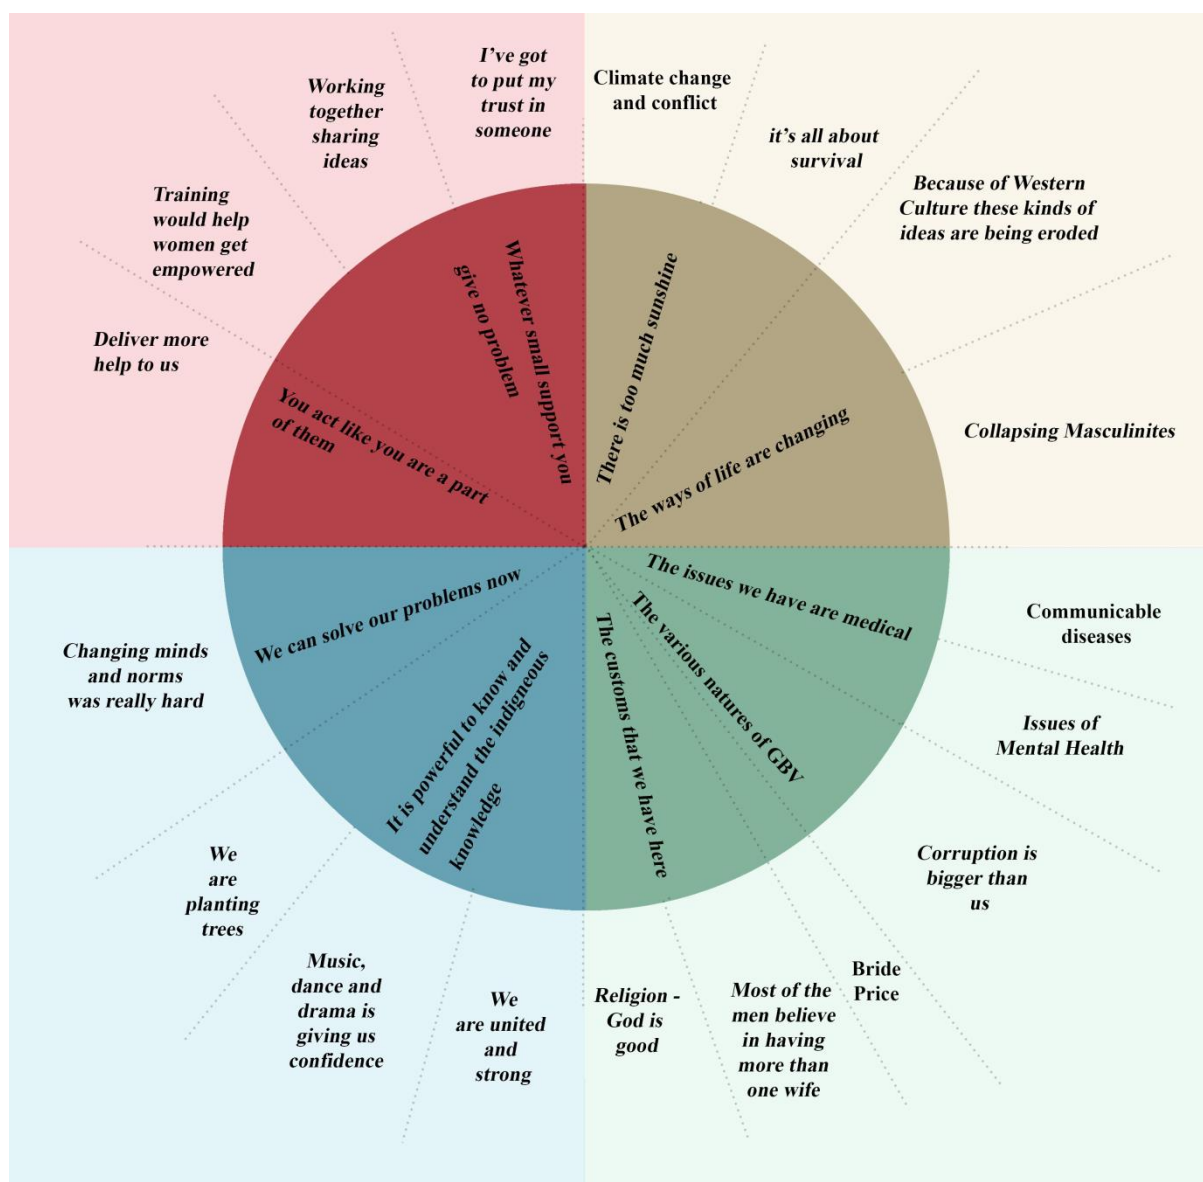 I’ve got
to put my
trust in
someone
Working
together
sharing
ideas
Training
would help
women get
empowered
Deliver more
help to us
Whatever small support you
give no problem
You act like you are a part
of them
Climate change
and conflict
it’s all about
survival
Because of Western
Culture these kinds of
ideas are being eroded
Collapsing Masculinites
There is too much sunshine
The ways of life are changing
The issues we have are medical
The various natures of GBV
The customs that we have here
Communicable
diseases
Issues of
Mental Health
Corruption is
bigger than
us
Bride
Price
Most of the
men believe
in having
more than
one wife
Religion -
God is
good
We can solve our problems now
It is powerful to know and
understand the indigneous
knowledge
Changing minds
and norms
was really hard
We
are
planting
trees
Music,
dance and
drama is
giving us
confidence
We
are united
and
strong